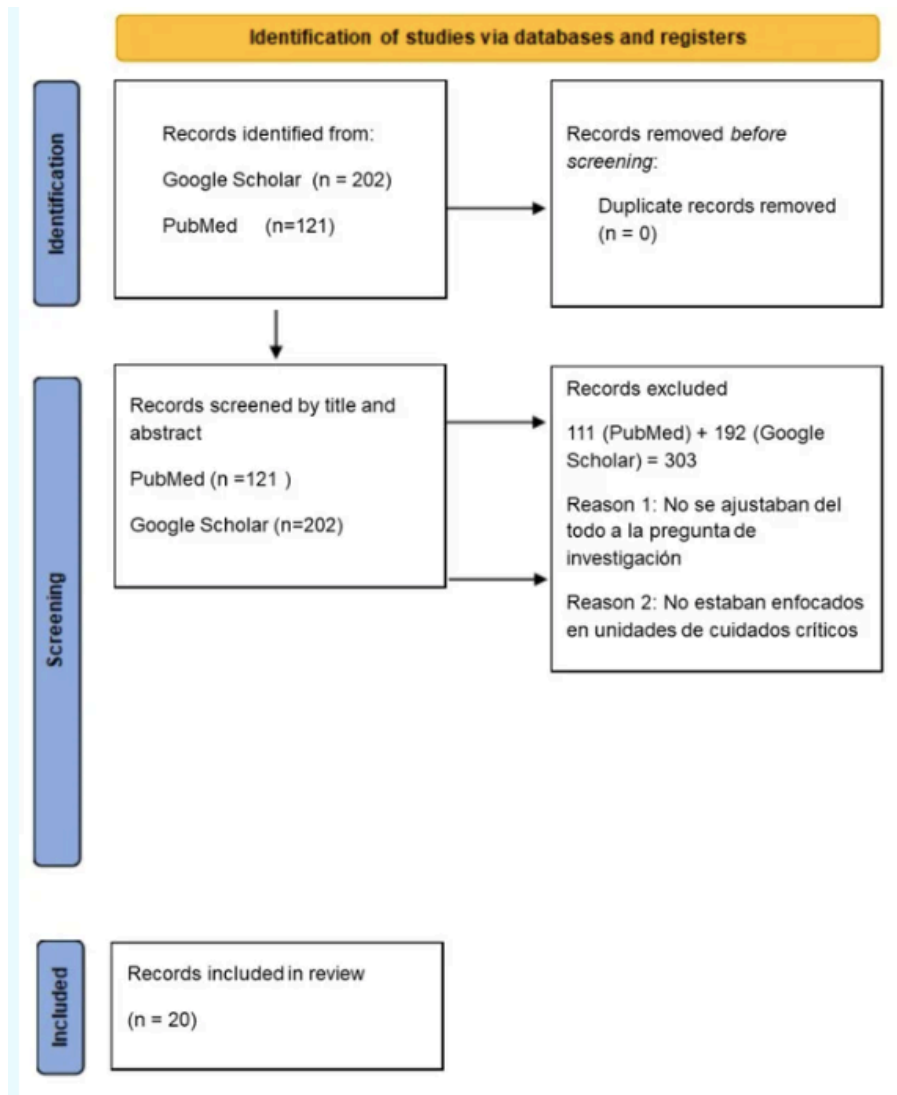 Identification of studies via databases and registers
Identification
Records identified from:
Google Scholar (n = 202)
PubMed (n=121)
Records removed before
screening:
Duplicate records removed
(n = 0)
Screening
Records screened by title and
abstract
PubMed (n =121 )
Google Scholar (n=202)
Records excluded
111 (PubMed) + 192 (Google
Scholar) = 303
Reason 1: No se ajustaban del
todo a la pregunta de
investigación
Reason 2: No estaban enfocados
en unidades de cuidados críticos
Included
Records included in review
(n = 20)